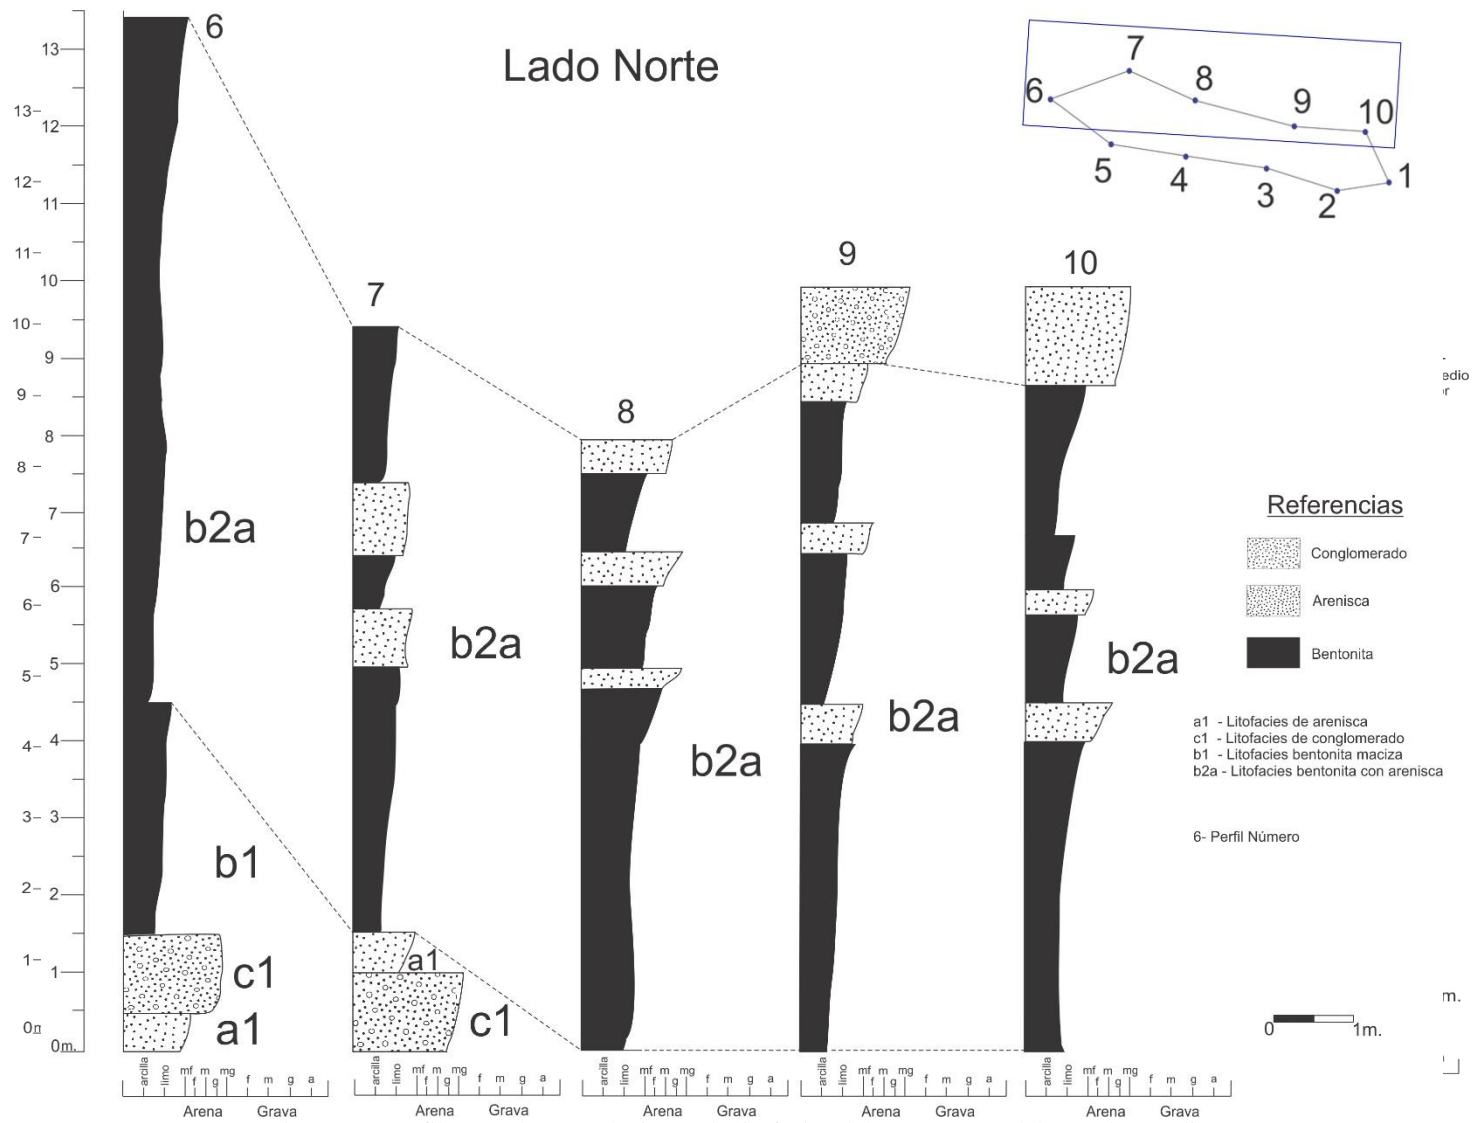 Lado Norte
6
7
8
9
10
7
8
9
10
6
5
4
3
2
1
13
13
12
12
11
11
10
10
9
9
8
8
7
7
6
6
5
5
4
4
3
3
2
2
1
1
0m.
b2a
b1
c1
a1
b2a
a1
c1
b2a
b2a
b2a
Referencias
Conglomerado
Arenisca
Bentonita
a1 - Litofacies de arenisca
c1 - Litofacies de conglomerado
b1 - Litofacies bentonita maciza
b2a - Litofacies bentonita con arenisca
6- Perfil Número
0 1m.
edio
or
m.
arcilla limo mf f m g mg f m g a
Arena Grava
arcilla limo mf f m g mg f m g a
Arena Grava
arcilla limo mf f m g mg f m g a
Arena Grava
arcilla limo mf f m g mg f m g a
Arena Grava
arcilla limo mf f m g mg f m g a
Arena Grava